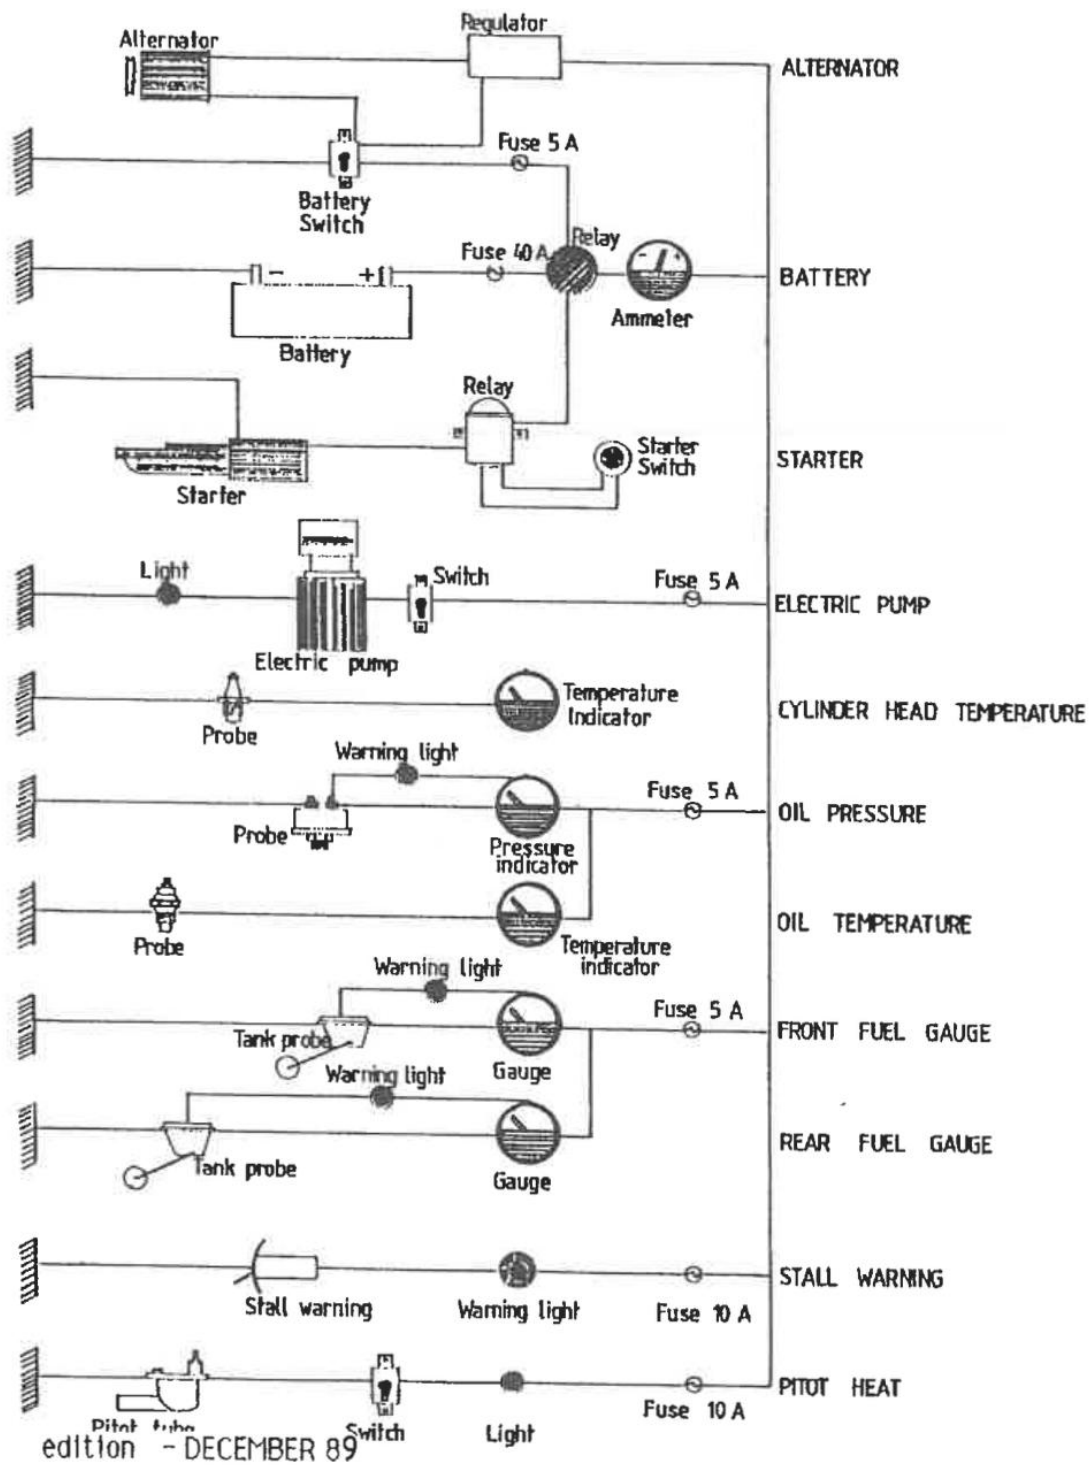 Regulator
Alternator
ALTERNATOR
Fuse 5 A
Battery
Switch
Relay
Fuse 40 A
- +
- +
BATTERY
Ammeter
Battery
Relay
Starter
Switch
STARTER
Starter
Light
Switch
Fuse 5 A
ELECTRIC PUMP
Electric pump
Temperature
Indicator
CYLINDER HEAD TEMPERATURE
Probe
Warning light
Fuse 5 A
OIL PRESSURE
Probe
Pressure
indicator
OIL TEMPERATURE
Probe
Temperature
indicator
Warning light
Fuse 5 A
Tank probe
FRONT FUEL GAUGE
Warning light
Gauge
REAR FUEL GAUGE
Tank probe
Gauge
STALL WARNING
Stall warning
Warning light
Fuse 10 A
PITOT HEAT
Fuse 10 A
Pitot tube
Switch
Light
edition - DECEMBER 89